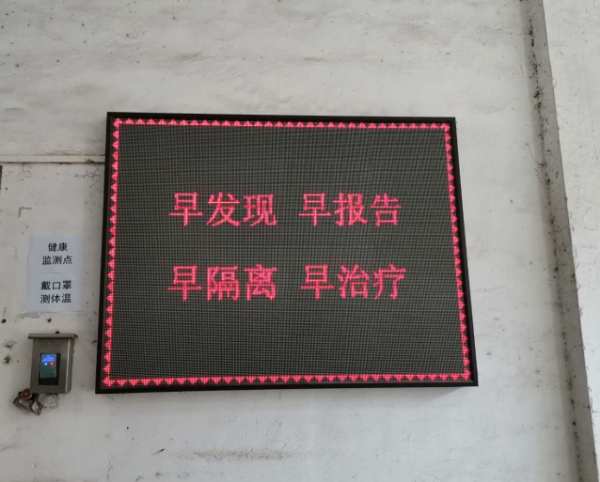 早发现 早报告
早隔离 早治疗
健康
监测点
戴口罩
测体温